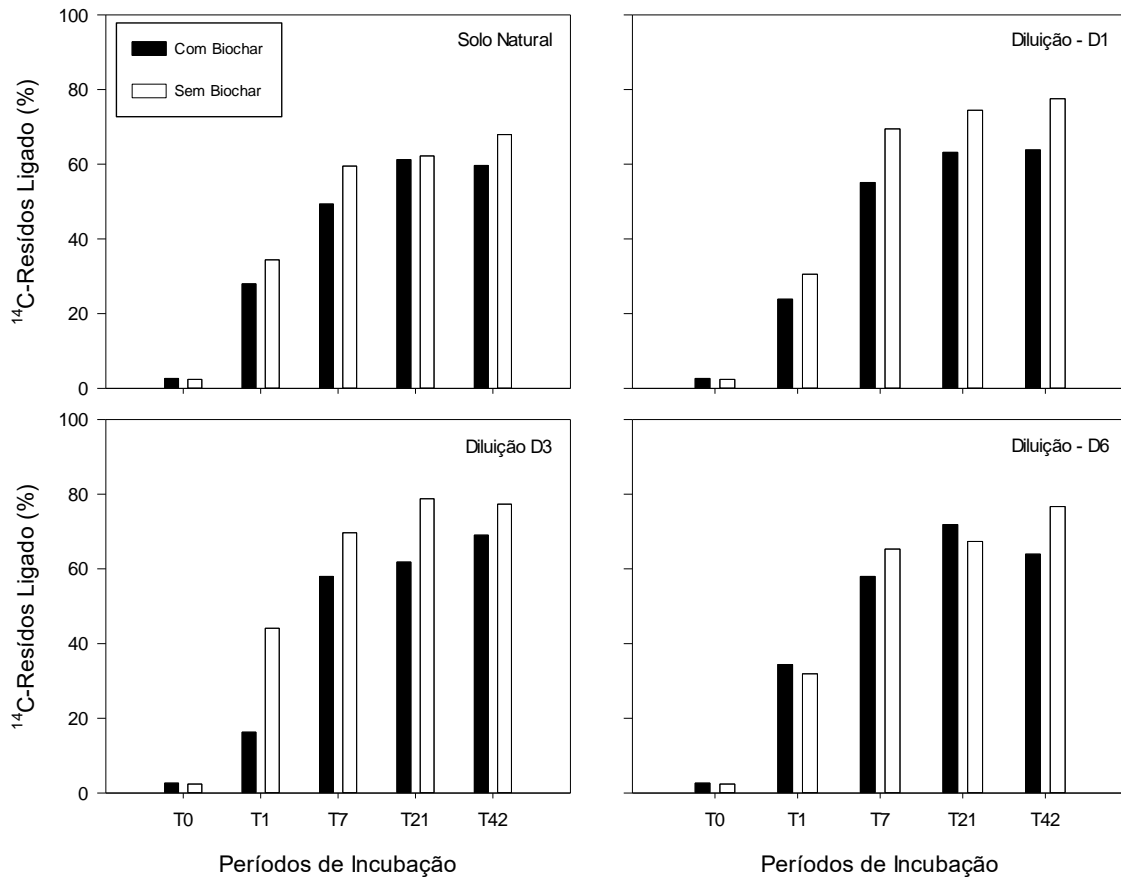 100
80
60
40
20
0
¹⁴C-Resídos Ligado (%)
Com Biochar
Sem Biochar
Solo Natural
Diluição - D1
100
80
60
40
20
0
¹⁴C-Resídos Ligado (%)
Diluição D3
Diluição - D6
T0 T1 T7 T21 T42
T0 T1 T7 T21 T42
Períodos de Incubação
Períodos de Incubação